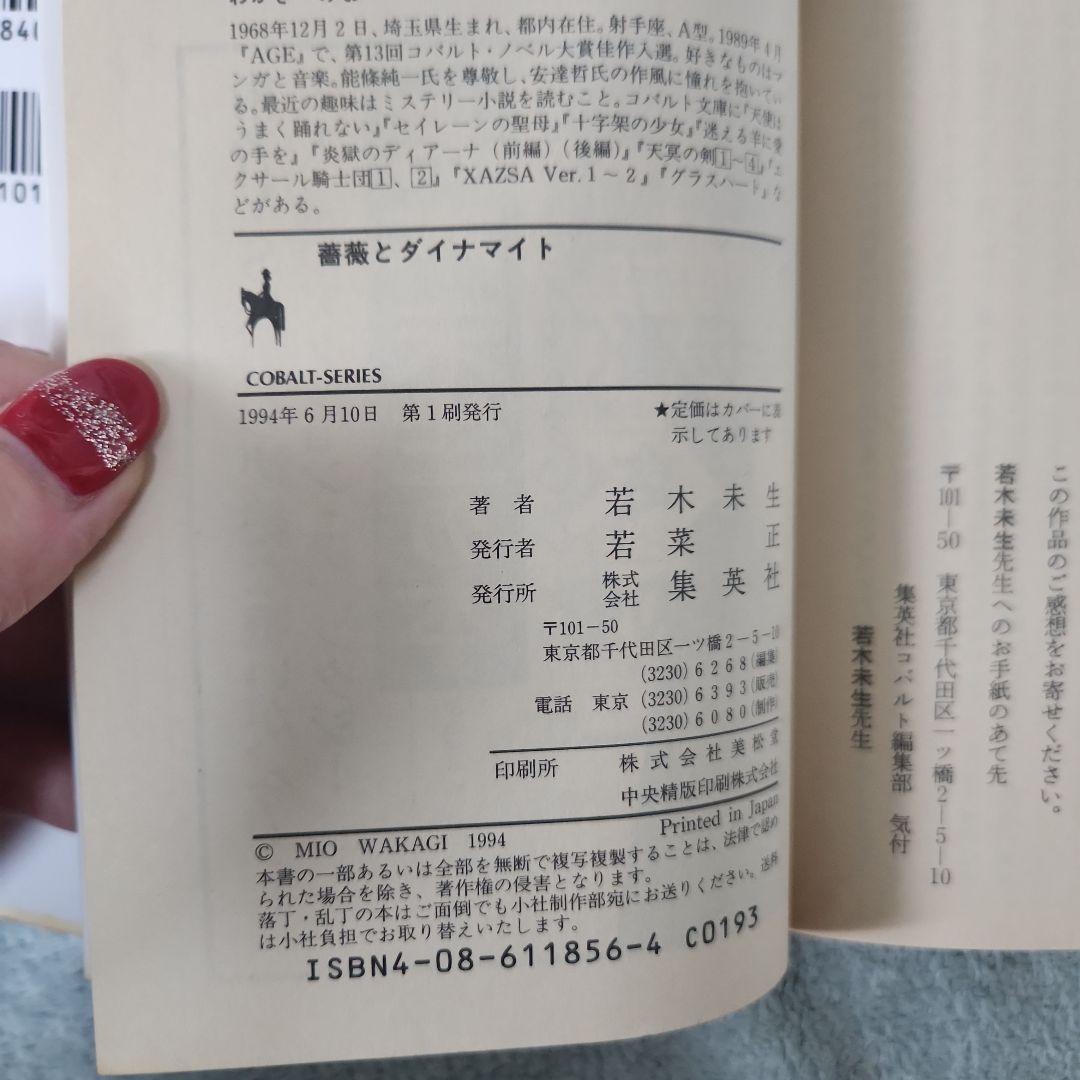 840
101
1968年12月2日、埼玉県生まれ、都内在住。射手座、A型。1989年4月
『AGE』で、第13回コバルト・ノベル大賞佳作入選。好きなものはマ
ンガと音楽。能條純一氏を尊敬し、安達哲氏の作風に憧れを抱いてい
る。最近の趣味はミステリー小説を読むこと。コバルト文庫に『天使は
うまく踊れない』『セイレーンの聖母』『十字架の少女』『迷える羊に愛
の手を』『炎獄のディアーナ(前編)(後編)』『天冥の剣1〜4』『エ
クサール騎士団1、2』『XAZSA Ver.1〜2』『グラスハート』な
どがある。
薔薇とダイナマイト
COBALT-SERIES
1994年6月10日 第1刷発行
★定価はカバーに表
示してあります
著者 若木未生
発行者 若菜正
発行所 株式会社 集英社
〒101-50
東京都千代田区一ツ橋2-5-10
(3230)6268(編集)
電話 東京 (3230)6393(販売)
(3230)6080(制作)
印刷所 株式会社美松堂
中央精版印刷株式会社
Printed in Japan
© MIO WAKAGI 1994
本書の一部あるいは全部を無断で複写複製することは、法律で認め
られた場合を除き、著作権の侵害となります。
落丁・乱丁の本はご面倒でも小社制作部宛にお送りください。送料
は小社負担でお取り替えいたします。
ISBN4-08-611856-4 C0193
この作品のご感想をお寄せください。
若木未生先生へのお手紙のあて先
〒101―50 東京都千代田区一ツ橋2―5―10
集英社コバルト編集部 気付
若木未生先生